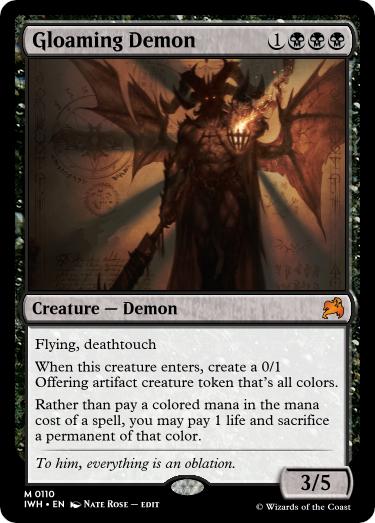 Gloaming Demon 1
Creature — Demon
Flying, deathtouch
When this creature enters, create a 0/1
Offering artifact creature token that's all colors.
Rather than pay a colored mana in the mana
cost of a spell, you may pay 1 life and sacrifice
a permanent of that color.
To him, everything is an oblation.
3/5
M 0110
IWH • EN Nate Rose — edit
© Wizards of the Coast